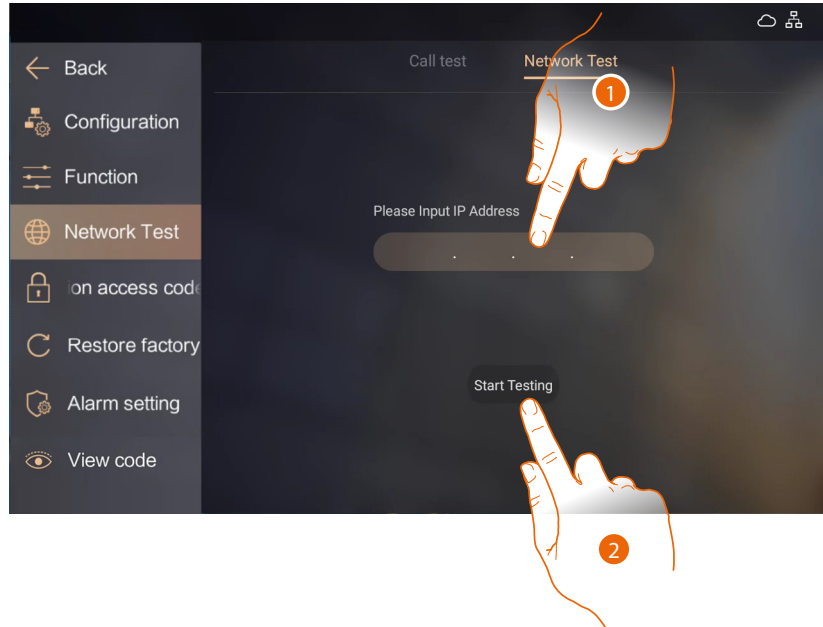 Call test
Network Test
Back
Configuration
Function
Network Test
on access code
Restore factory
Alarm setting
View code
1
Please Input IP Address
. . .
Start Testing
2